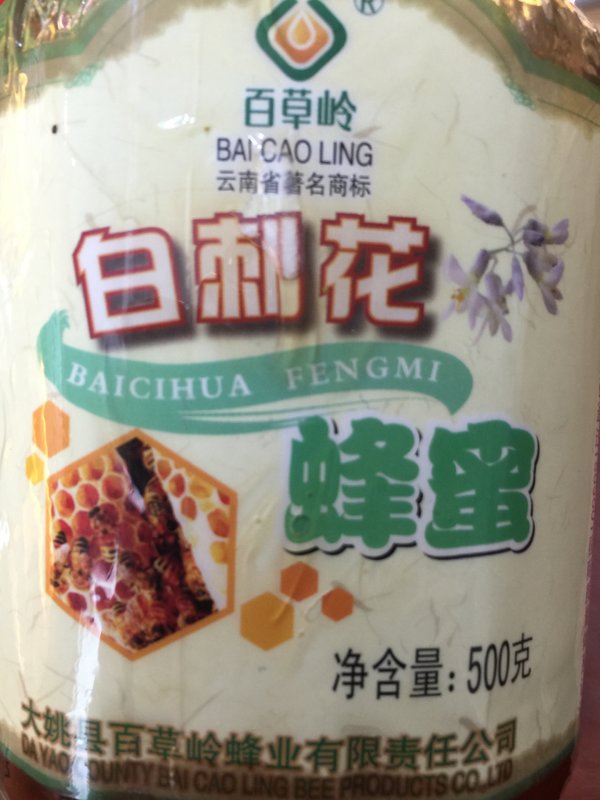 ®
百草岭
BAI CAO LING
云南省著名商标
白刺花
BAICIHUA FENGMI
蜂蜜
净含量：500克
大姚县百草岭蜂业有限责任公司
DA YAO COUNTY BAI CAO LING BEE PRODUCTS CO.,LTD